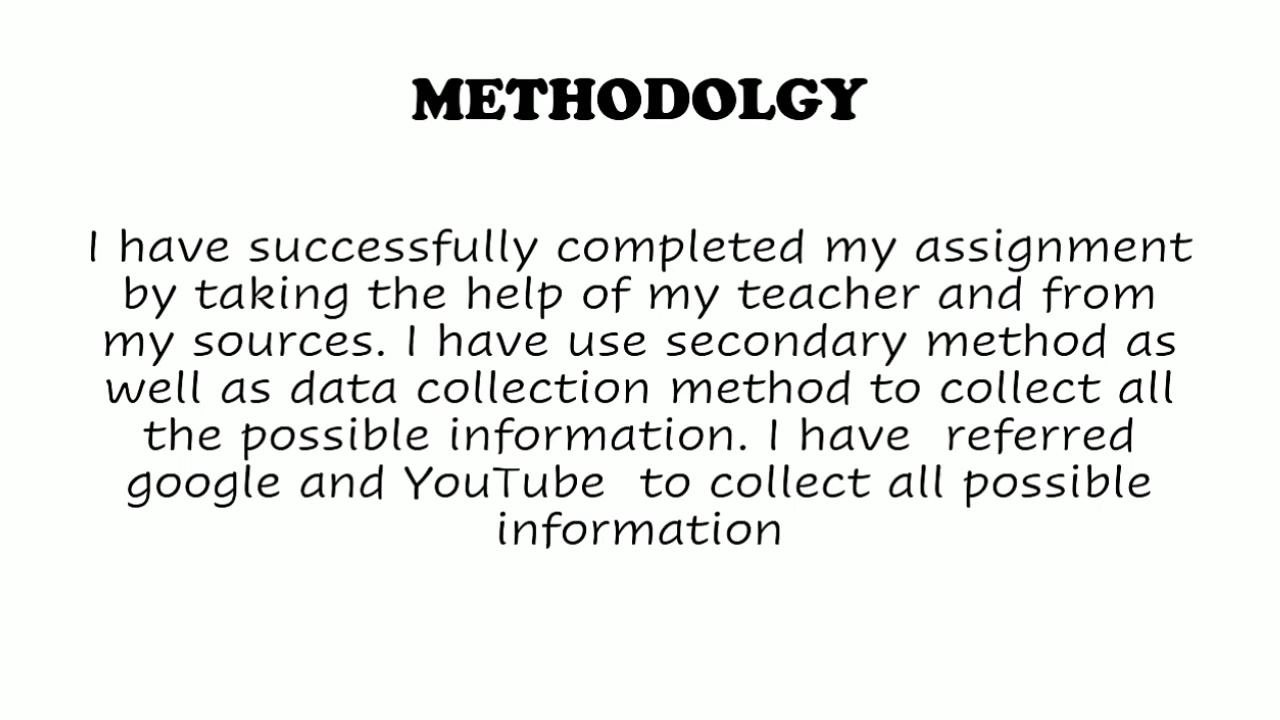 METHODOLGY
I have successfully completed my assignment
by taking the help of my teacher and from
my sources. I have use secondary method as
well as data collection method to collect all
the possible information. I have  referred
google and YouTube  to collect all possible
information